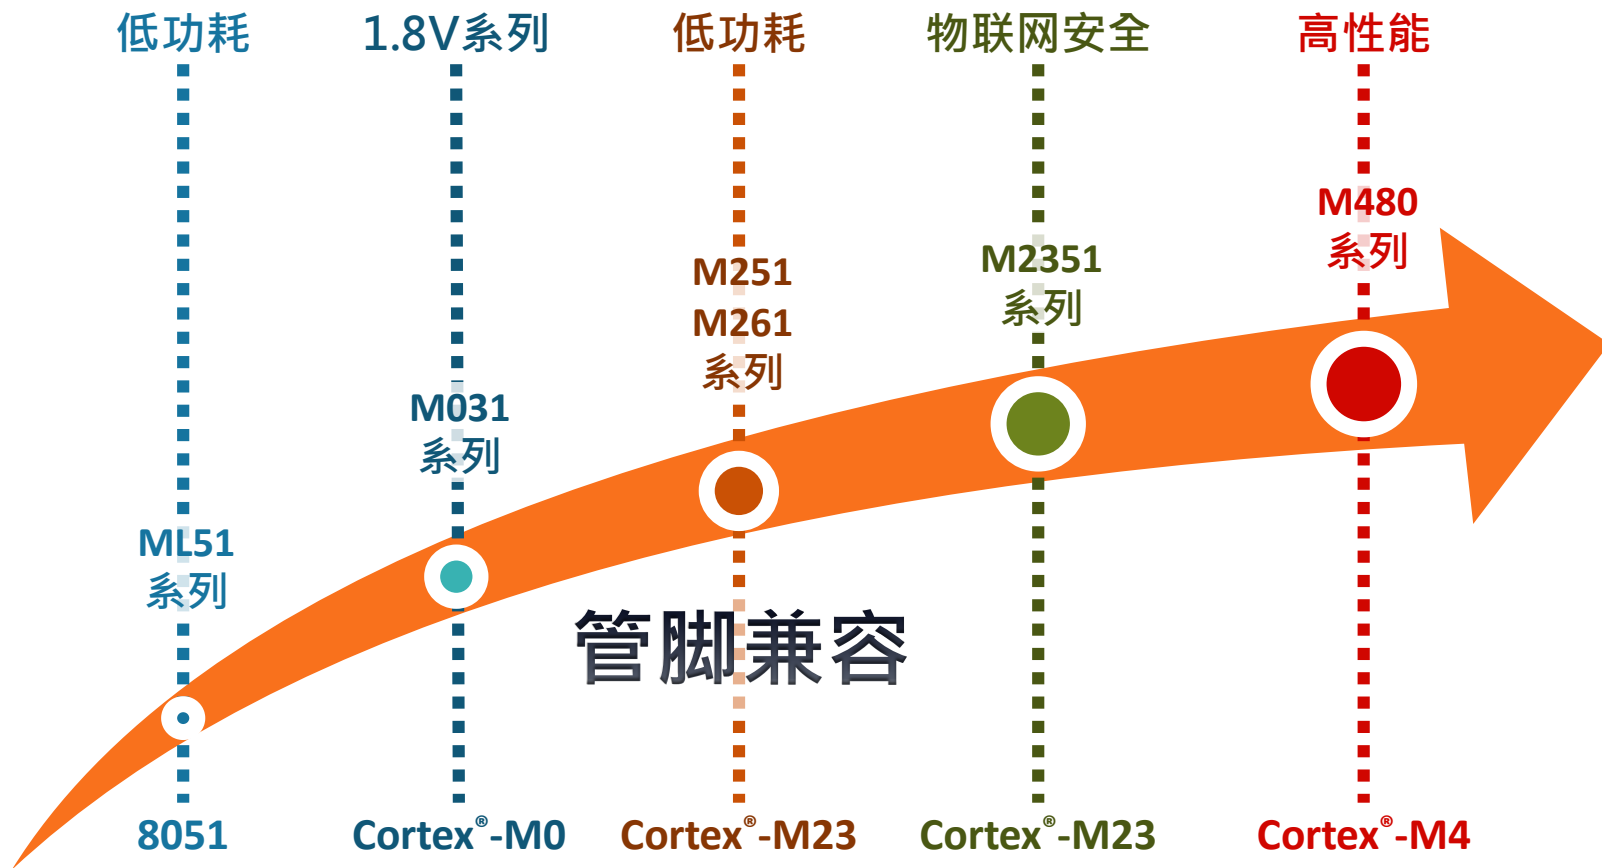 低功耗
1.8V系列
低功耗
物联网安全
高性能
M480
系列
M2351
系列
M251
M261
系列
M031
系列
ML51
系列
管脚兼容
8051
Cortex®-M0
Cortex®-M23
Cortex®-M23
Cortex®-M4